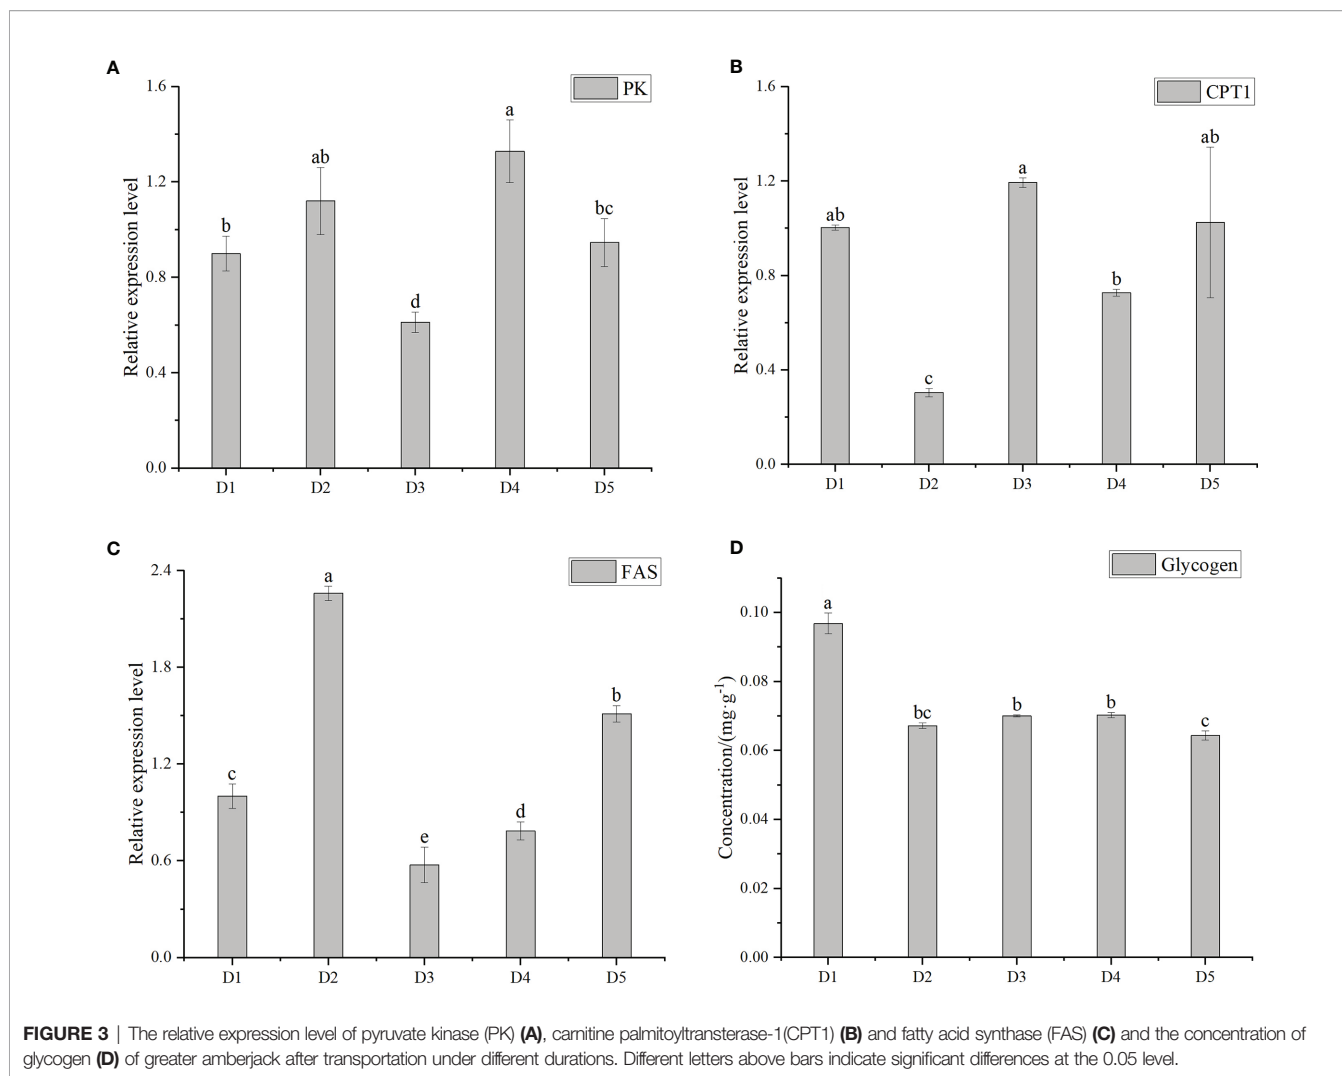 A
PK
1.6
1.2
0.8
0.4
0.0
Relative expression level
b
ab
d
a
bc
D1 D2 D3 D4 D5
B
CPT1
1.6
1.2
0.8
0.4
0.0
Relative expression level
ab
c
a
b
ab
D1 D2 D3 D4 D5
C
FAS
2.4
1.8
1.2
0.6
0.0
Relative expression level
c
a
e
d
b
D1 D2 D3 D4 D5
D
Glycogen
0.10
0.08
0.06
0.04
0.02
0.00
Concentration/(mg·g⁻¹)
a
bc
b
b
c
D1 D2 D3 D4 D5
FIGURE 3 | The relative expression level of pyruvate kinase (PK) (A), carnitine palmitoyltransterase-1(CPT1) (B) and fatty acid synthase (FAS) (C) and the concentration of
glycogen (D) of greater amberjack after transportation under different durations. Different letters above bars indicate significant differences at the 0.05 level.